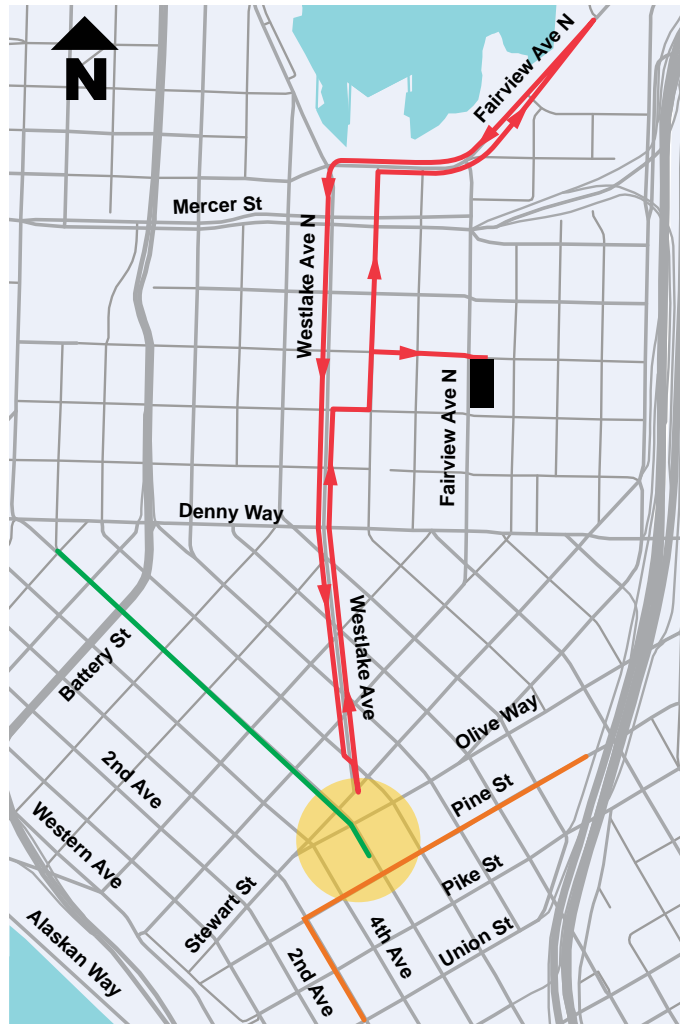 Fairview Ave N
N
Mercer St
Westlake Ave N
Fairview Ave N
Denny Way
Westlake Ave
Battery St
Olive Way
2nd Ave
Pine St
Western Ave
Pike St
Stewart St
Alaskan Way
4th Ave
Union St
2nd Ave